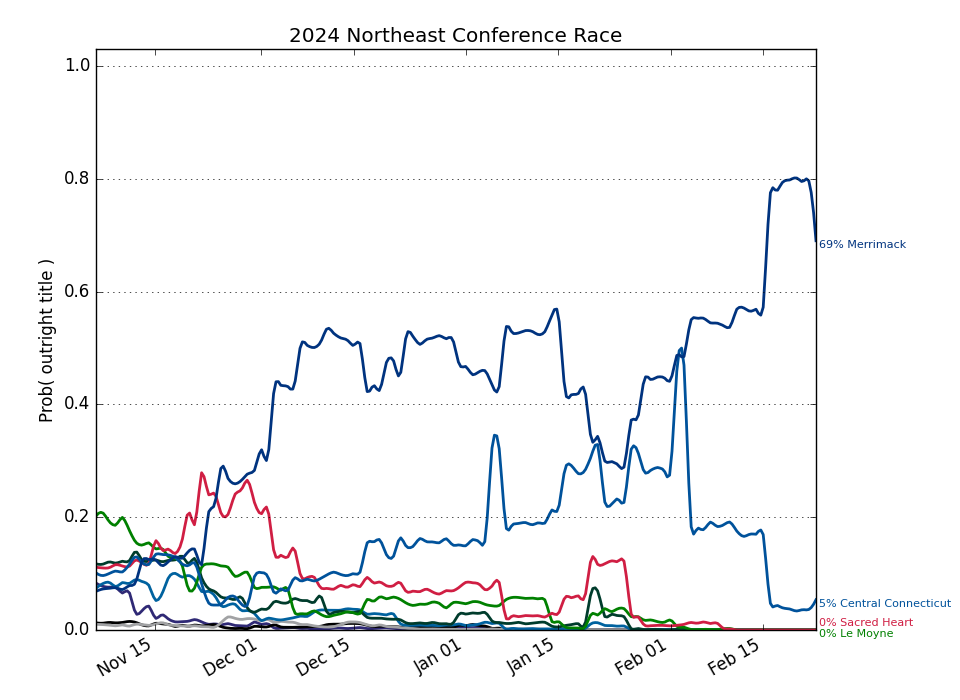 2024 Northeast Conference Race
Prob( outright title )
1.0
0.8
0.6
0.4
0.2
0.0
Nov 15
Dec 01
Dec 15
Jan 01
Jan 15
Feb 01
Feb 15
69% Merrimack
5% Central Connecticut
0% Sacred Heart
0% Le Moyne